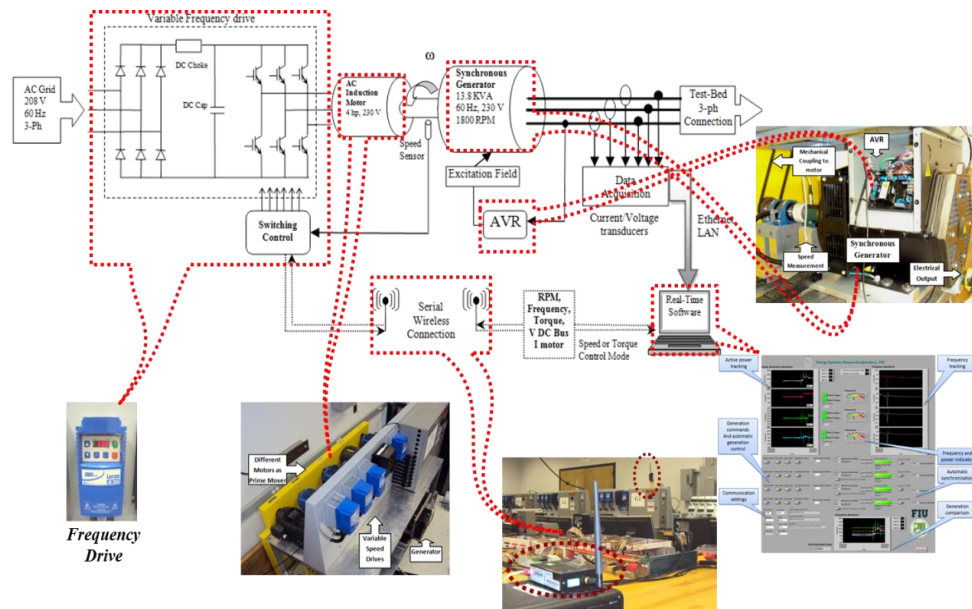 Variable Frequency drive
AC Grid
208 V
60 Hz
3-Ph
DC Choke
DC Cap
AC
Induction
Motor
4 hp, 230 V
ω
Speed
Sensor
Synchronous
Generator
13.8 KVA
60 Hz, 230 V
1800 RPM
Test-Bed
3-ph
Connection
Excitation Field
AVR
Data
Acquisition
Current/Voltage
transducers
Ethernet
LAN
Switching
Control
Serial
Wireless
Connection
RPM,
Frequency,
Torque,
V DC Bus
I motor
Speed or Torque
Control Mode
Real-Time
Software
Mechanical
Coupling to
motor
AVR
Synchronous
Generator
Speed
Measurement
Electrical
Output
Frequency
Drive
Different
Motors as
Prime Mover
Variable
Speed
Drives
Generator
Active power
tracking
Generation
commands
And automatic
generation
control
Communication
settings
Energy Systems Research Laboratory, FIU
Frequency
tracking
Frequency and
power indicator
Automatic
synchronization
Generation
comparison
FIU